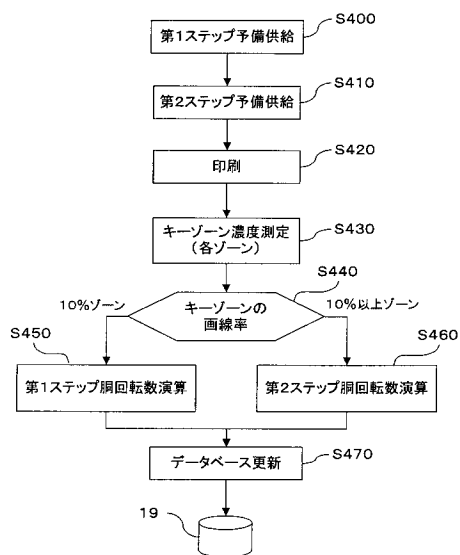 S400
第1ステップ予備供給
S410
第2ステップ予備供給
S420
印刷
S430
キーゾーン濃度測定
(各ゾーン)
S440
キーゾーンの
画線率
10%ゾーン
10%以上ゾーン
S450
第1ステップ胴回転数演算
S460
第2ステップ胴回転数演算
S470
データベース更新
19